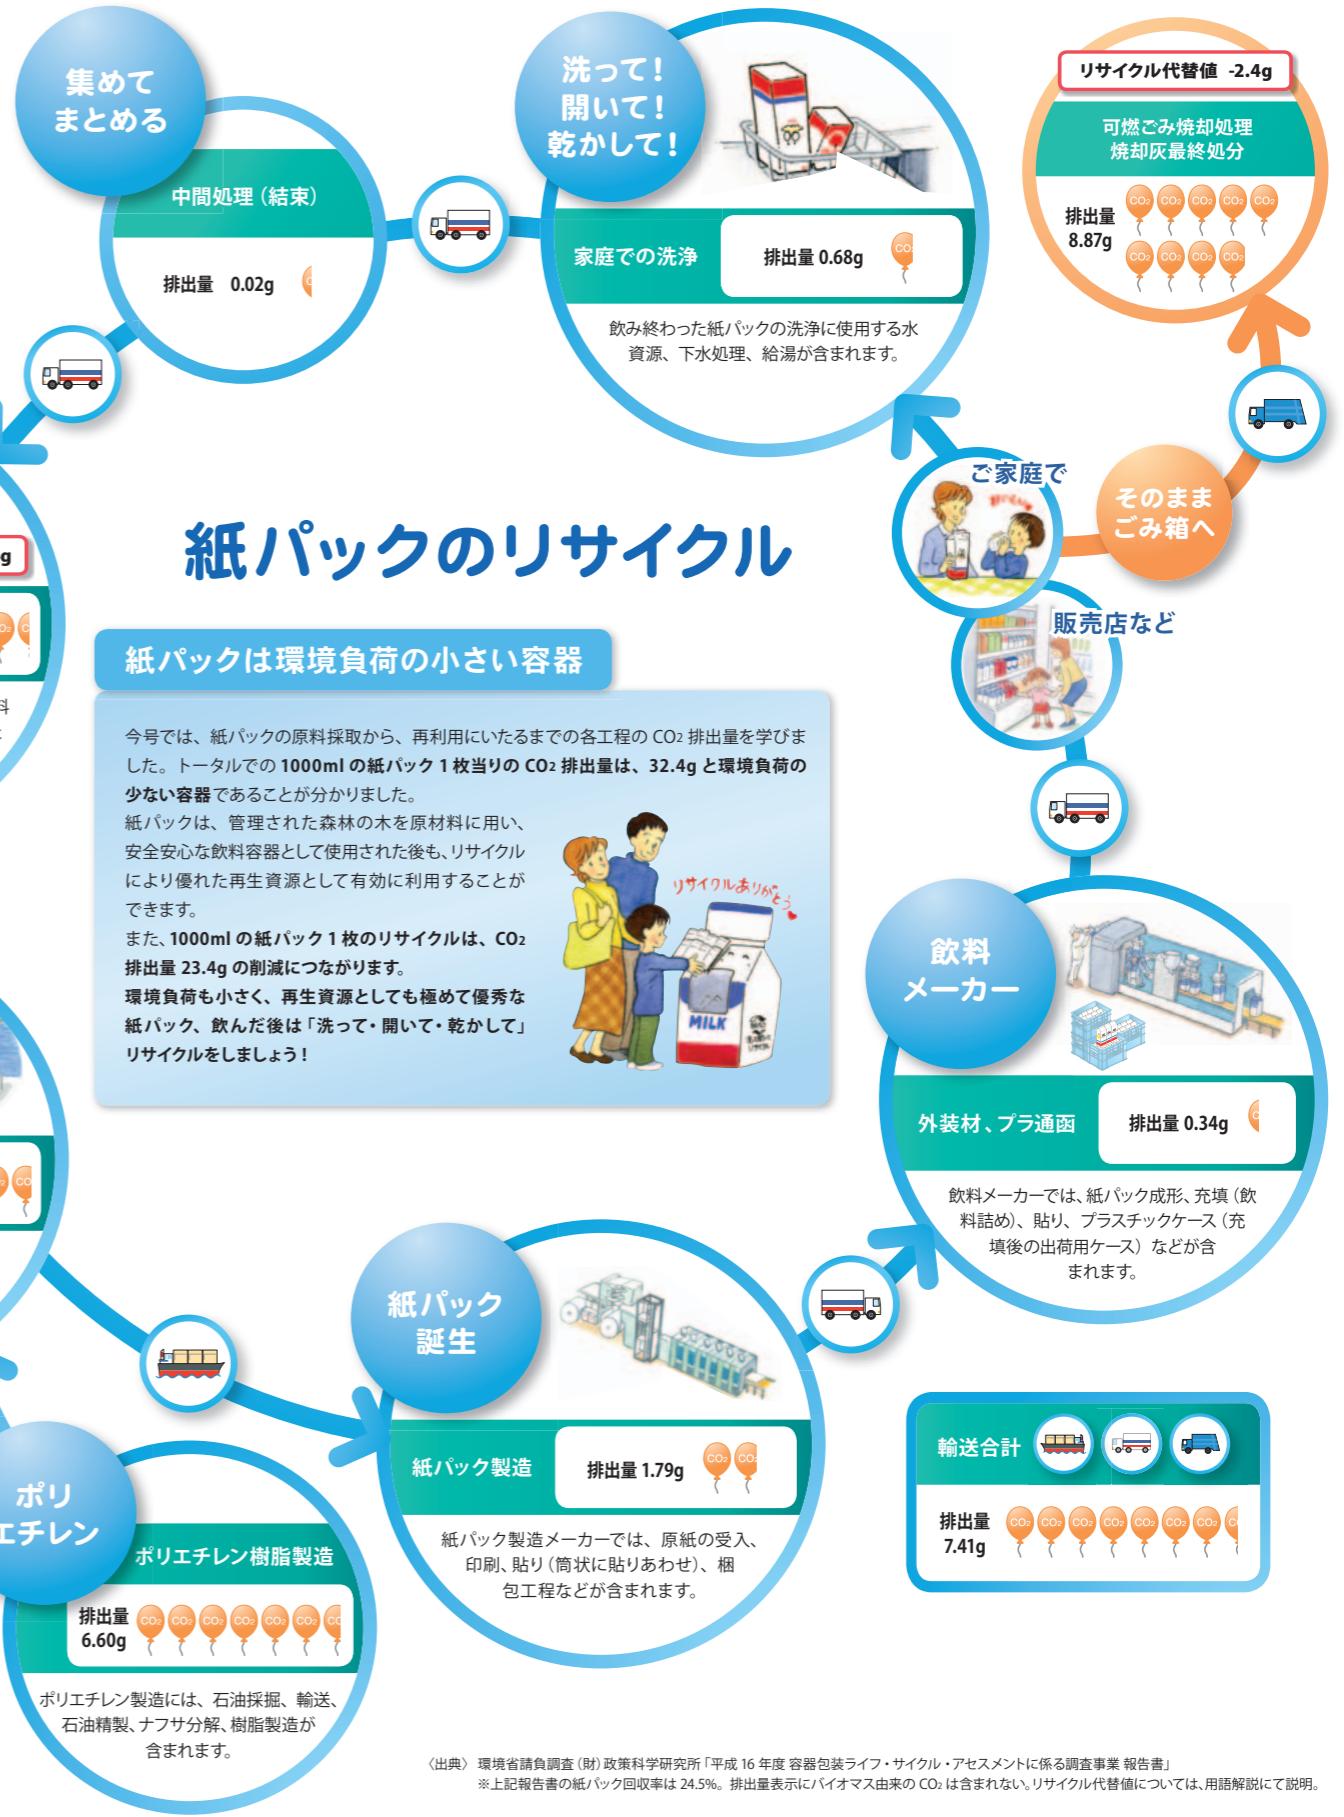 集めて
まとめる
中間処理（結束）
排出量 0.02g
洗って！
開いて！
乾かして！
家庭での洗浄
排出量 0.68g
CO
飲み終わった紙パックの洗浄に使用する水
資源、下水処理、給湯が含まれます。
リサイクル代替値 -2.4g
可燃ごみ焼却処理
焼却灰最終処分
排出量
8.87g
CO2 CO2 CO2 CO2 CO2
CO2 CO2 CO2 CO2
そのまま
ごみ箱へ
ご家庭で
販売店など
g
紙パックのリサイクル
紙パックは環境負荷の小さい容器
今号では、紙パックの原料採取から、再利用にいたるまでの各工程の CO2 排出量を学びま
した。トータルでの 1000ml の紙パック 1 枚当りの CO2 排出量は、32.4g と環境負荷の
少ない容器であることが分かりました。
紙パックは、管理された森林の木を原材料に用い、
安全安心な飲料容器として使用された後も、リサイクル
により優れた再生資源として有効に利用することが
できます。
また、1000ml の紙パック 1 枚のリサイクルは、CO2
排出量 23.4g の削減につながります。
環境負荷も小さく、再生資源としても極めて優秀な
紙パック、飲んだ後は「洗って・開いて・乾かして」
リサイクルをしましょう！
リサイクルありがとう
MILK
飲料
メーカー
外装材、プラ通函
排出量 0.34g
飲料メーカーでは、紙パック成形、充填（飲
料詰め）、貼り、プラスチックケース（充
填後の出荷用ケース）などが含
まれます。
紙パック
誕生
紙パック製造
排出量 1.79g
CO2 CO
紙パック製造メーカーでは、原紙の受入、
印刷、貼り（筒状に貼りあわせ）、梱
包工程などが含まれます。
輸送合計
排出量
7.41g
CO2 CO2 CO2 CO2 CO2 CO2 CO2 C
ポリ
エチレン
ポリエチレン樹脂製造
排出量
6.60g
CO2 CO2 CO2 CO2 CO2 CO2 CO
ポリエチレン製造には、石油採掘、輸送、
石油精製、ナフサ分解、樹脂製造が
含まれます。
〈出典〉 環境省請負調査（財）政策科学研究所「平成 16 年度 容器包装ライフ・サイクル・アセスメントに係る調査事業 報告書」
※上記報告書の紙パック回収率は 24.5%。排出量表示にバイオマス由来の CO2 は含まれない。リサイクル代替値については、用語解説にて説明。